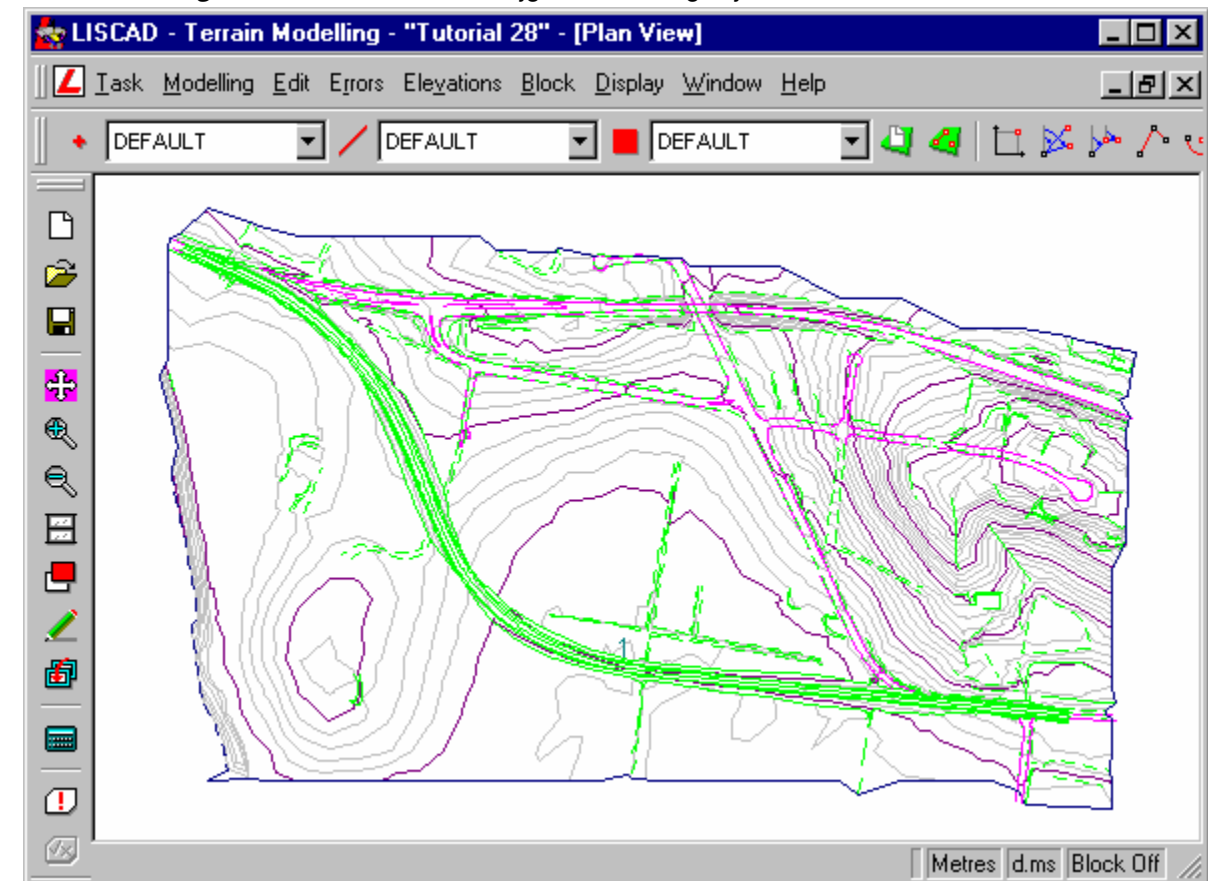 LISCAD - Terrain Modelling - "Tutorial 28" - [Plan View]
Task Modelling Edit Errors Elevations Block Display Window Help
DEFAULT DEFAULT DEFAULT
1
Metres d.ms Block Off